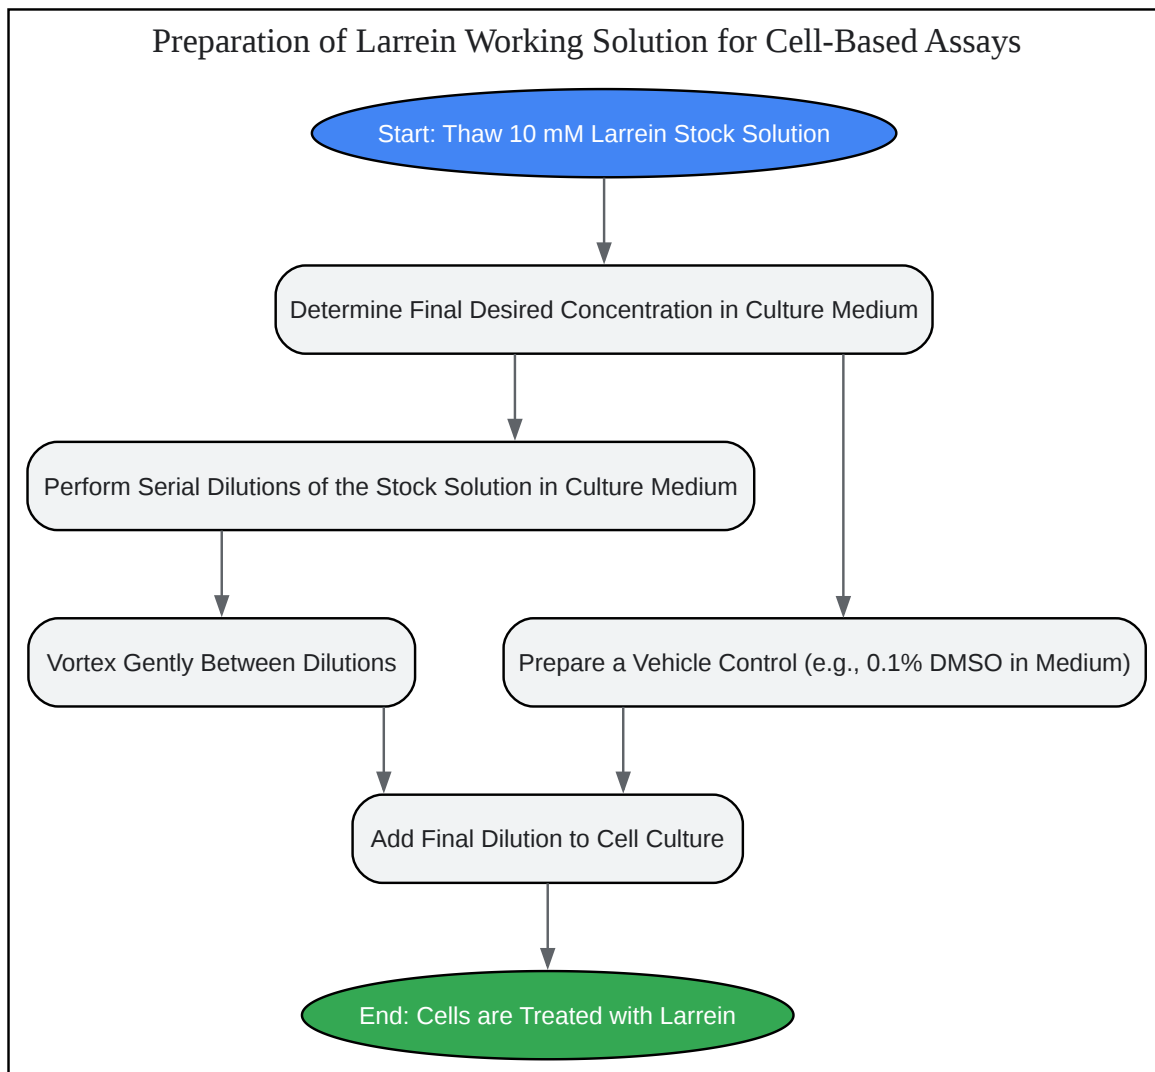 Preparation of Larrein Working Solution for Cell-Based Assays
Start: Thaw 10 mM Larrein Stock Solution
Determine Final Desired Concentration in Culture Medium
Perform Serial Dilutions of the Stock Solution in Culture Medium
Vortex Gently Between Dilutions
Prepare a Vehicle Control (e.g., 0.1% DMSO in Medium)
Add Final Dilution to Cell Culture
End: Cells are Treated with Larrein